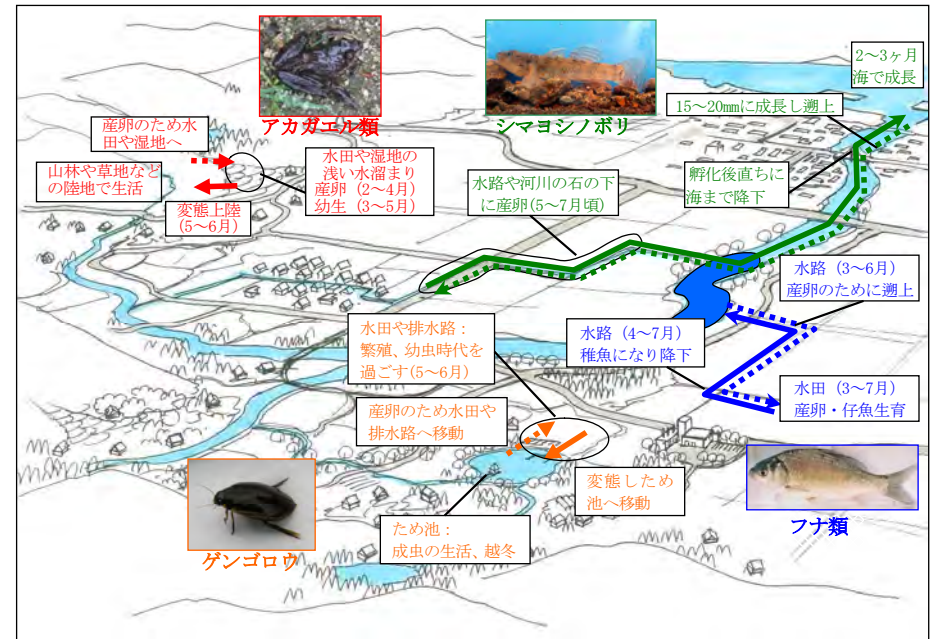 アカガエル類
シマヨシノボリ
2～3ヶ月
海で成長
15～20mmに成長し遡上
産卵のため水
田や湿地へ
山林や草地など
の陸地で生活
変態上陸
(5～6月)
水田や湿地の
浅い水溜まり
産卵（2～4月）
幼生（3～5月）
水路や河川の石の下
に産卵(5～7月頃)
孵化後直ちに
海まで降下
水路（3～6月）
産卵のために遡上
水路（4～7月）
稚魚になり降下
水田（3～7月）
産卵・仔魚生育
水田や排水路：
繁殖、幼虫時代を
過ごす(5～6月)
産卵のため水田や
排水路へ移動
変態しため
池へ移動
ため池：
成虫の生活、越冬
ゲンゴロウ
フナ類